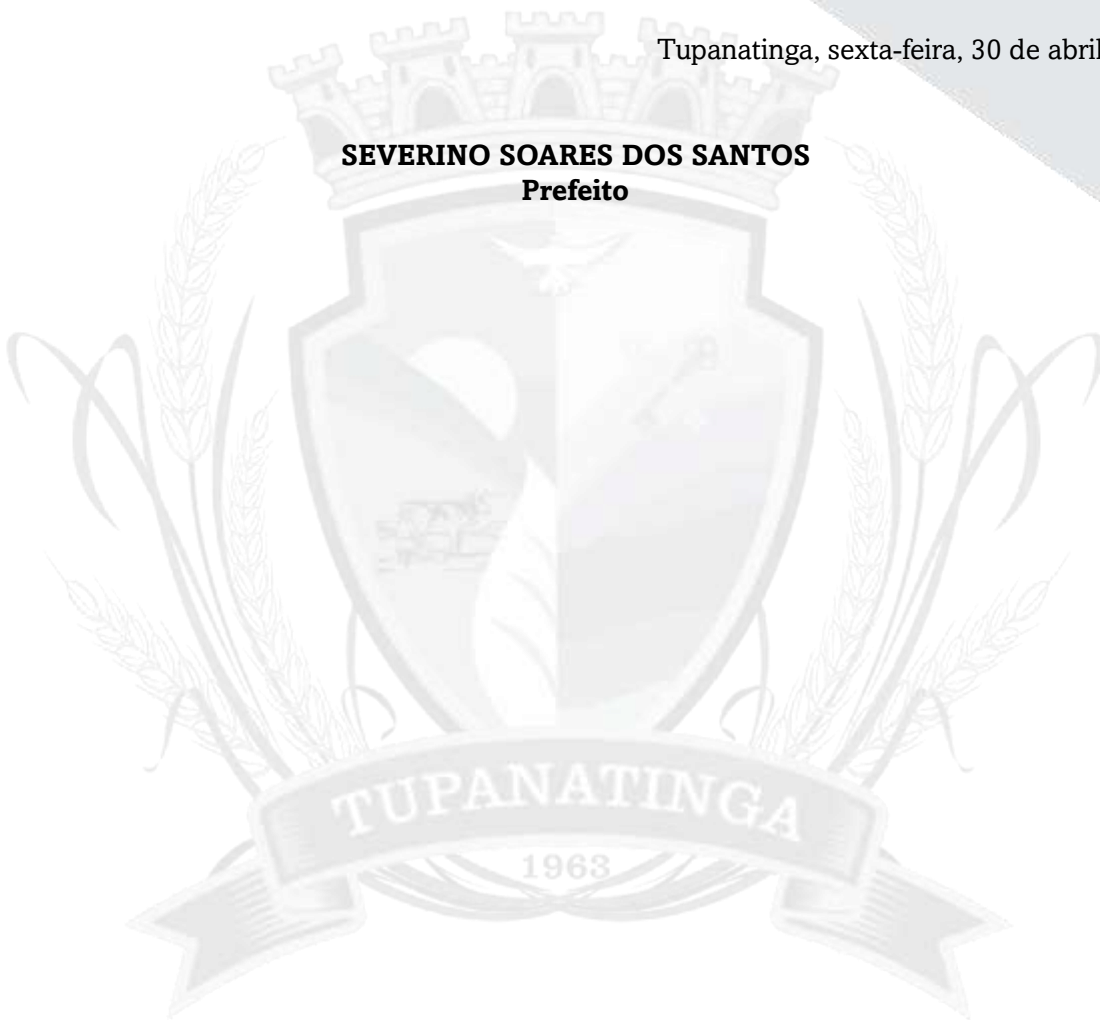 Tupanatinga, sexta-feira, 30 de abril
SEVERINO SOARES DOS SANTOS
Prefeito
TUPANATINGA
1963